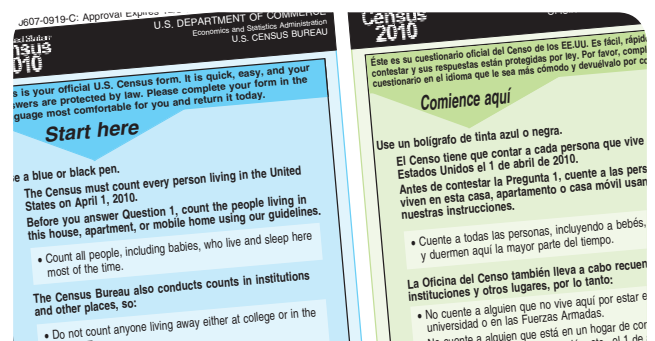 U.S. DEPARTMENT OF COMMERCE
Economics and Statistics Administration
U.S. CENSUS BUREAU
2010
is your official U.S. Census form. It is quick, easy, and your
are protected by law. Please complete your form in the
most comfortable for you and return it today.
Start here
a blue or black pen.
The Census must count every person living in the United
States on April 1, 2010.
Before you answer Question 1, count the people living in
this house, apartment, or mobile home using our guidelines.
• Count all people, including babies, who live and sleep here
most of the time.
The Census Bureau also conducts counts in institutions
and other places, so:
• Do not count anyone living away either at college or in the
Census
2010
Este es su cuestionario oficial del Censo de los EE.UU. Es fácil,
contestar y sus respuestas están protegidas por ley. Por favor,
cuestionario en el idioma que le sea más cómodo y devuélvalo por
Comience aquí
Use un bolígrafo de tinta azul o negra.
El Censo tiene que contar a cada persona que vive
Estados Unidos el 1 de abril de 2010.
Antes de contestar la Pregunta 1, cuente a las
viven en esta casa, apartamento o casa móvil
nuestras instrucciones.
• Cuente a todas las personas, incluyendo a bebés,
y duermen aquí la mayor parte del tiempo.
La Oficina del Censo también lleva a cabo
instituciones y otros lugares, por lo tanto:
• No cuente a alguien que no vive aquí por estar
universidad o en las Fuerzas Armadas.
cuente a alguien que está en un hogar de